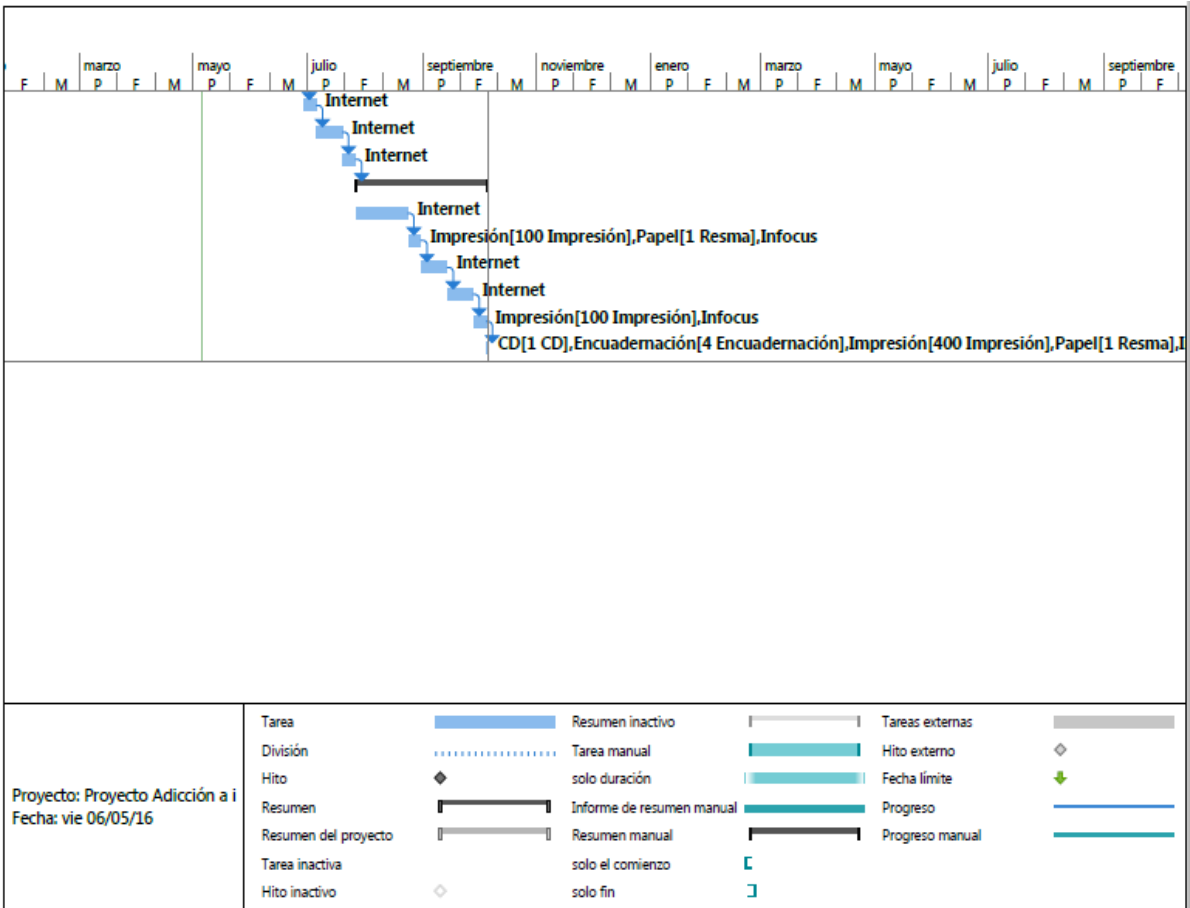 marzo mayo julio septiembre noviembre enero marzo mayo julio septiembre
F M P F M P F M P F M P F M P F M P F M P F M P F M P F M P F
Internet
Internet
Internet
Internet
Impresión[100 Impresión],Papel[1 Resma],Infocus
Internet
Internet
Impresión[100 Impresión],Infocus
CD[1 CD],Encuadernación[4 Encuadernación],Impresión[400 Impresión],Papel[1 Resma],I
Proyecto: Proyecto Adicción a i
Fecha: vie 06/05/16
Tarea
División
Hito
Resumen
Resumen del proyecto
Tarea inactiva
Hito inactivo
Resumen inactivo
Tarea manual
solo duración
Informe de resumen manual
Resumen manual
solo el comienzo
solo fin
Tareas externas
Hito externo
Fecha límite
Progreso
Progreso manual